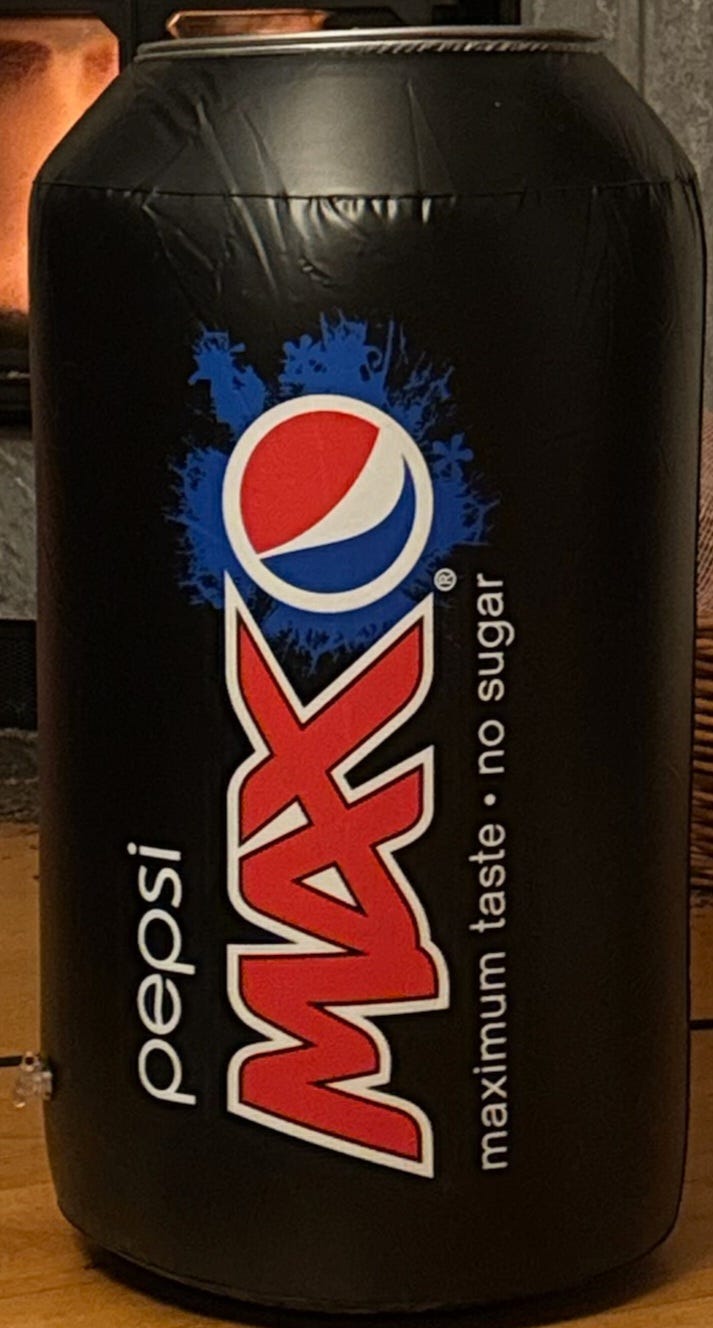 pepsi
MAX®
maximum taste • no sugar